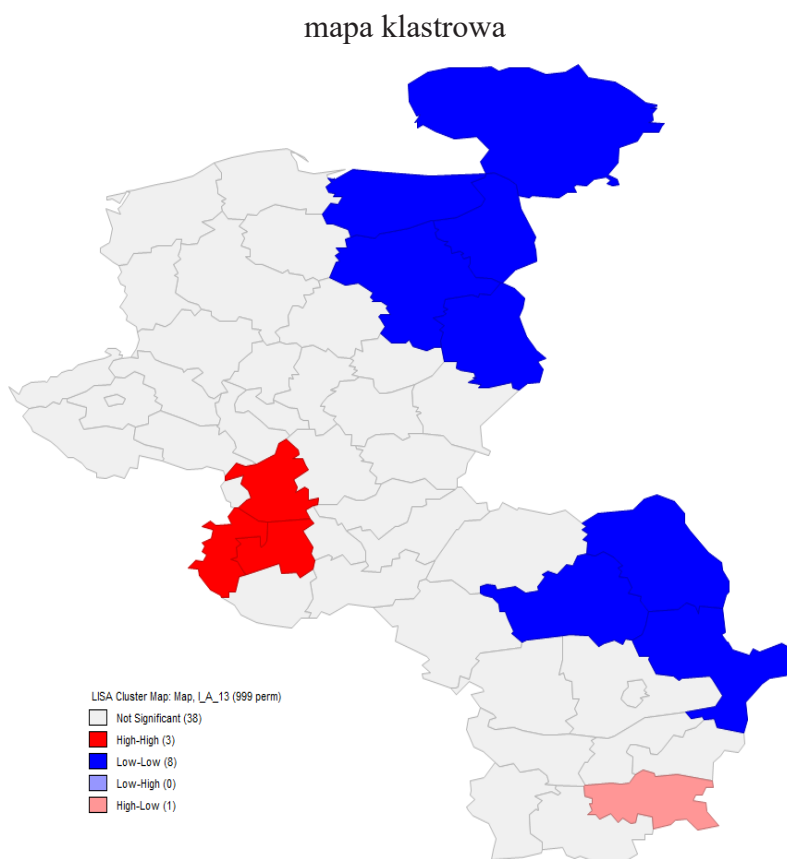 mapa klastrowa
LISA Cluster Map: Map, I_A_13 (999 perm)
Not Significant (38)
High-High (3)
Low-Low (8)
Low-High (0)
High-Low (1)